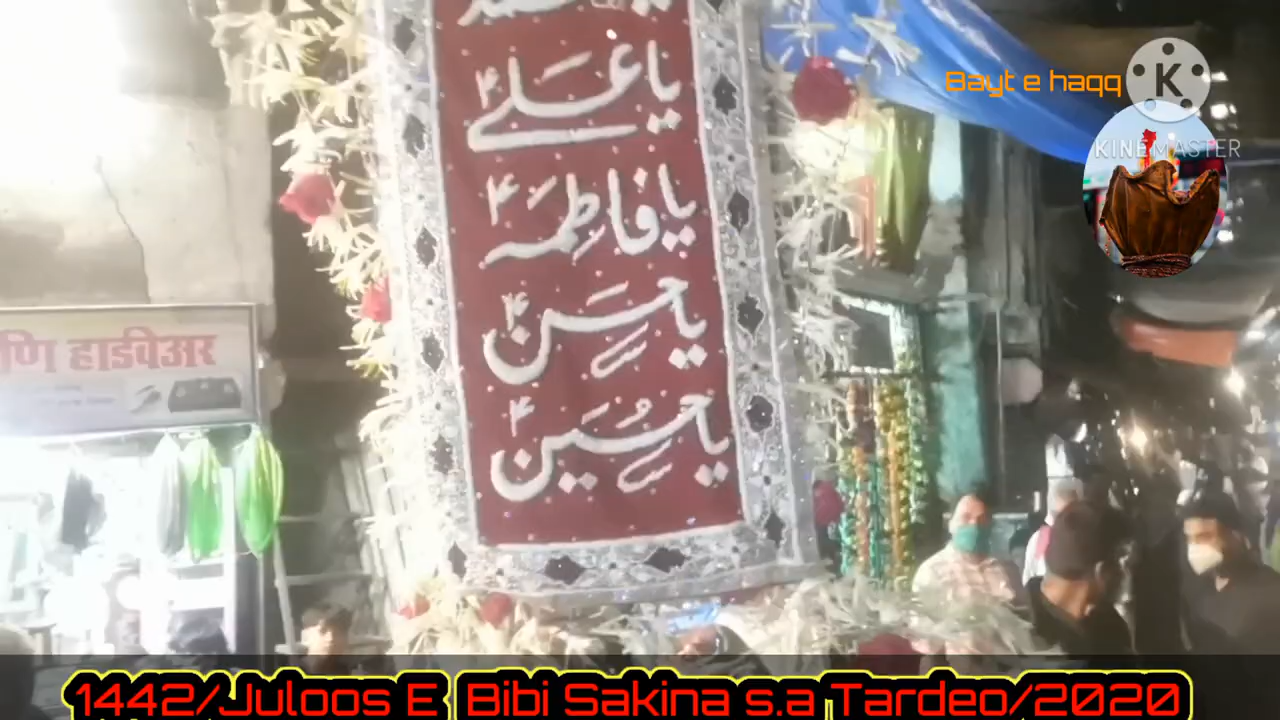 یا علی
یا فاطمہ
یا حسن
یا حسین
Bayt e haqq
K
KINEMASTER
णि हार्डवेअर
1442/Juloos E Bibi Sakina s.a Tardeo/2020